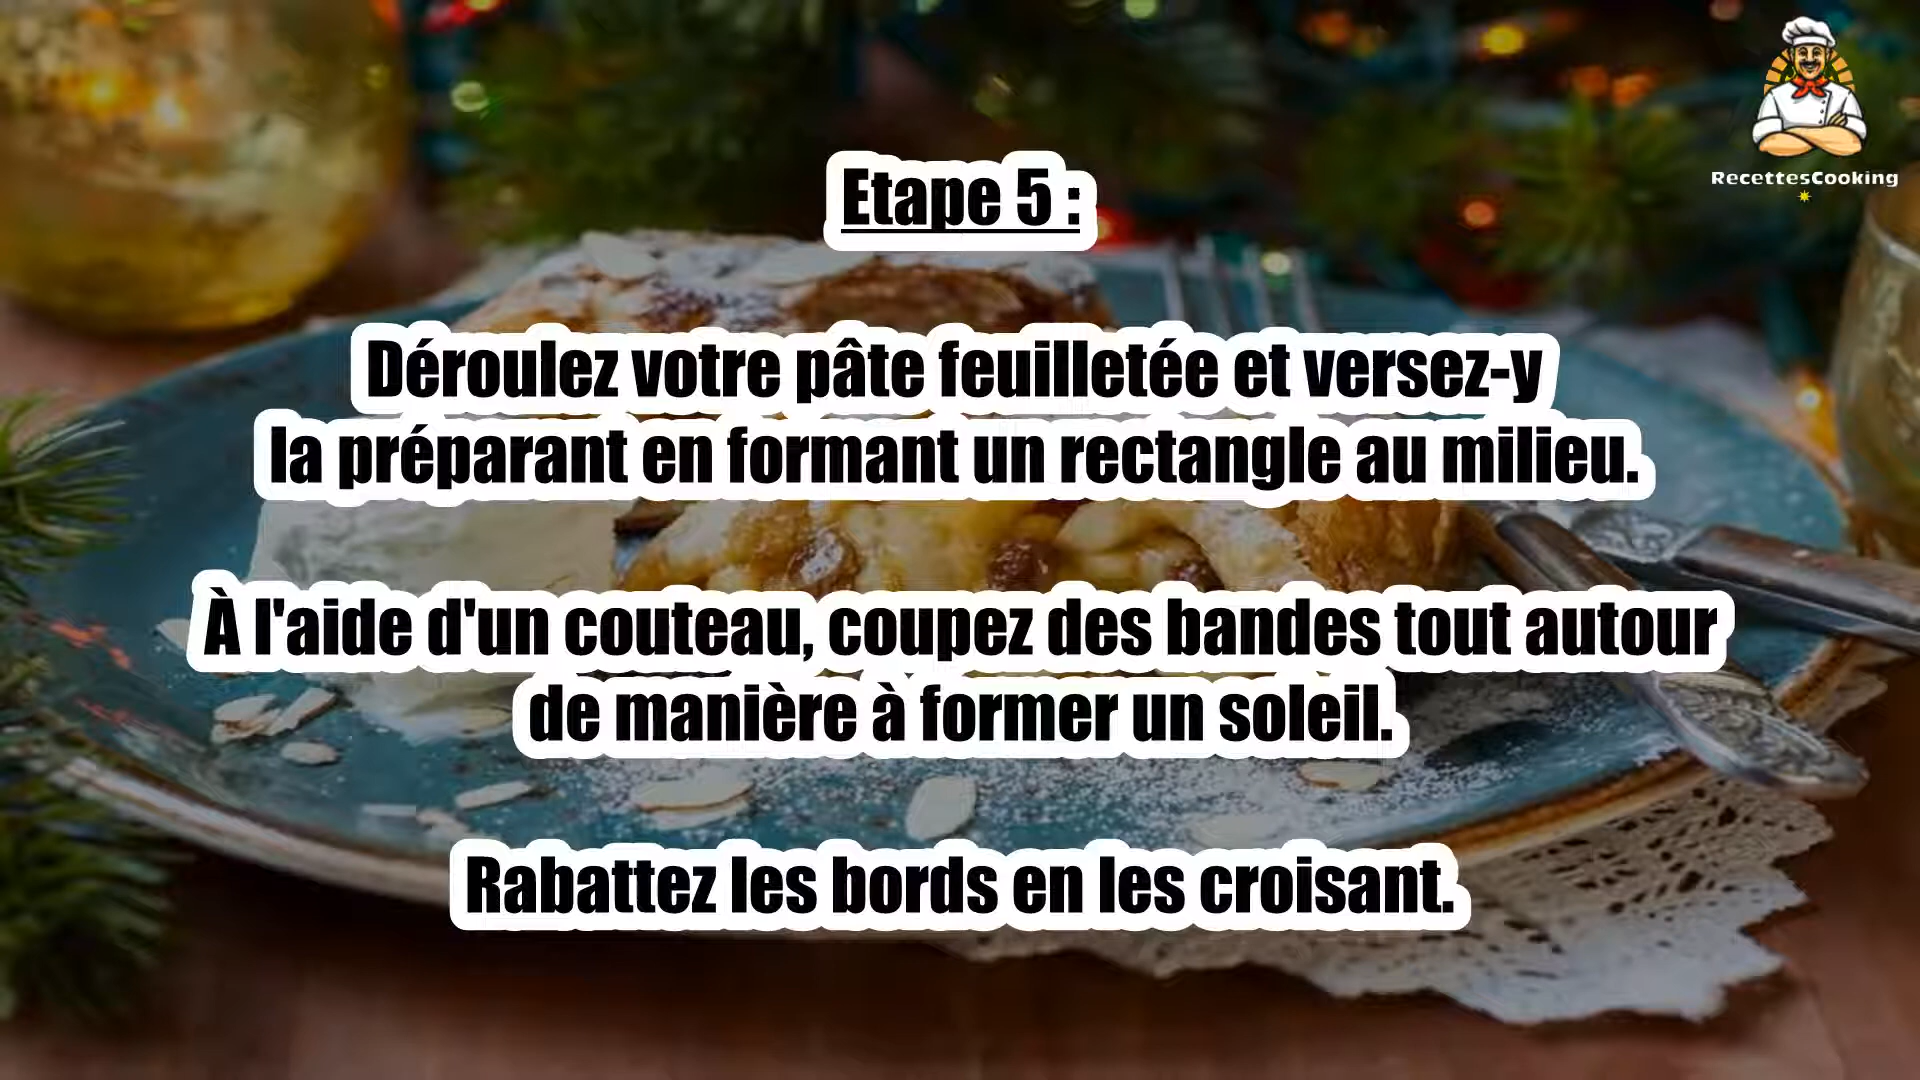 RecettesCooking
Etape 5 :
Déroulez votre pâte feuilletée et versez-y
la préparant en formant un rectangle au milieu.
À l'aide d'un couteau, coupez des bandes tout autour
de manière à former un soleil.
Rabattez les bords en les croisant.